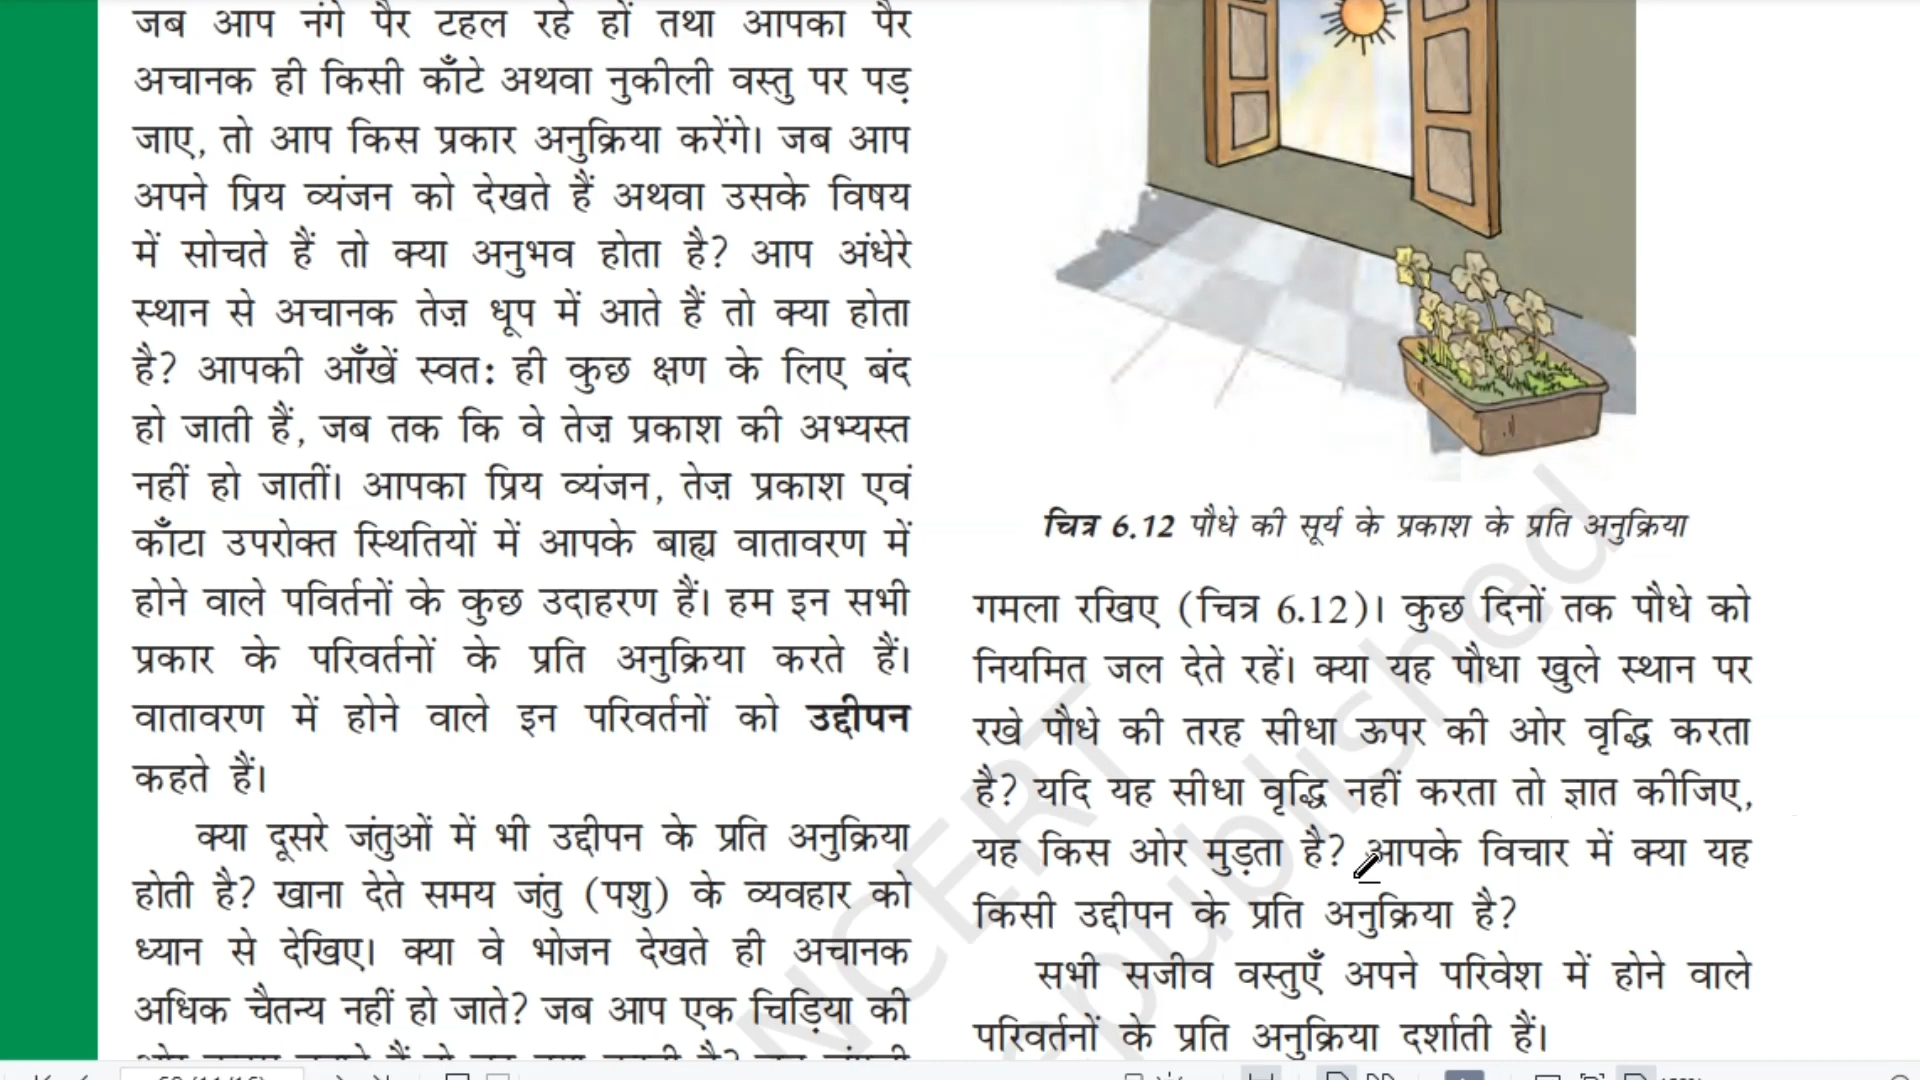 जब आप नंगे पैर टहल रहे हों तथा आपका पैर
अचानक ही किसी काँटे अथवा नुकीली वस्तु पर पड़
जाए, तो आप किस प्रकार अनुक्रिया करेंगे। जब आप
अपने प्रिय व्यंजन को देखते हैं अथवा उसके विषय
में सोचते हैं तो क्या अनुभव होता है? आप अंधेरे
स्थान से अचानक तेज़ धूप में आते हैं तो क्या होता
है? आपकी आँखें स्वत: ही कुछ क्षण के लिए बंद
हो जाती हैं, जब तक कि वे तेज़ प्रकाश की अभ्यस्त
नहीं हो जातीं। आपका प्रिय व्यंजन, तेज़ प्रकाश एवं
काँटा उपरोक्त स्थितियों में आपके बाह्य वातावरण में
होने वाले पविर्तनों के कुछ उदाहरण हैं। हम इन सभी
प्रकार के परिवर्तनों के प्रति अनुक्रिया करते हैं।
वातावरण में होने वाले इन परिवर्तनों को उद्दीपन
कहते हैं।
क्या दूसरे जंतुओं में भी उद्दीपन के प्रति अनुक्रिया
होती है? खाना देते समय जंतु (पशु) के व्यवहार को
ध्यान से देखिए। क्या वे भोजन देखते ही अचानक
अधिक चैतन्य नहीं हो जाते? जब आप एक चिड़िया की
चित्र 6.12 पौधे की सूर्य के प्रकाश के प्रति अनुक्रिया
गमला रखिए (चित्र 6.12)। कुछ दिनों तक पौधे को
नियमित जल देते रहें। क्या यह पौधा खुले स्थान पर
रखे पौधे की तरह सीधा ऊपर की ओर वृद्धि करता
है? यदि यह सीधा वृद्धि नहीं करता तो ज्ञात कीजिए,
यह किस ओर मुड़ता है? आपके विचार में क्या यह
किसी उद्दीपन के प्रति अनुक्रिया है?
सभी सजीव वस्तुएँ अपने परिवेश में होने वाले
परिवर्तनों के प्रति अनुक्रिया दर्शाती हैं।
NCERT
republished